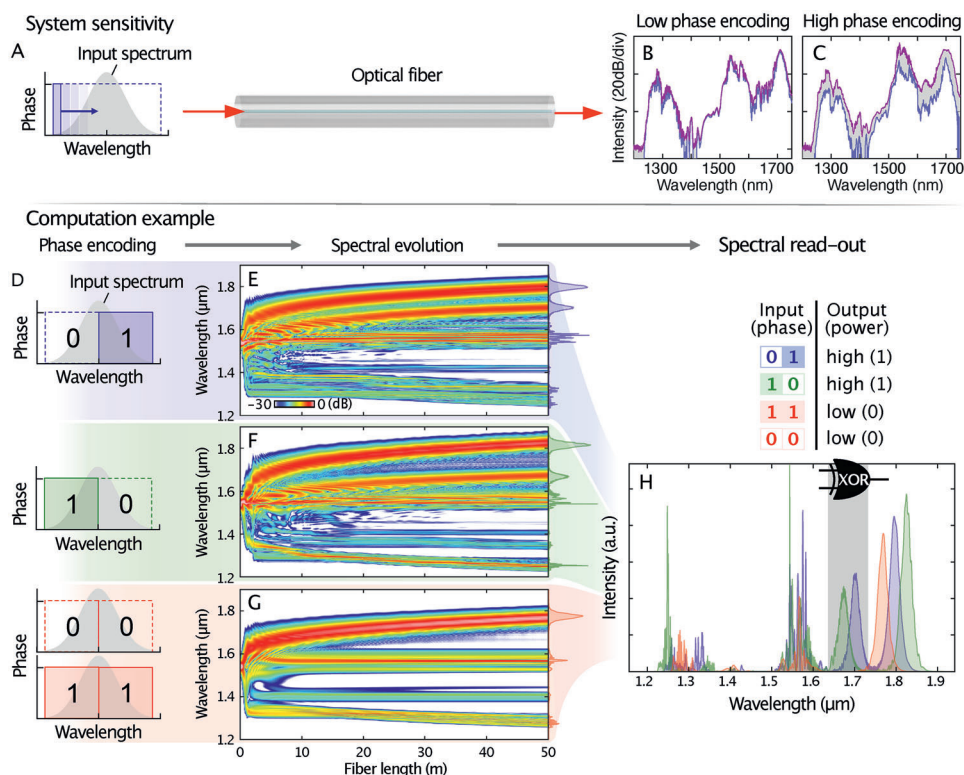 System sensitivity
A
Input spectrum
Phase
Wavelength
Optical fiber
Low phase encoding
High phase encoding
B
C
Intensity (20dB/div)
1300 1500 1700
1300 1500 1700
Wavelength (nm)
Wavelength (nm)
Computation example
Phase encoding
Spectral evolution
Spectral read-out
D
Input spectrum
Phase
0 1
Wavelength
E
Wavelength (µm)
1.8
1.6
1.4
1.2
−30 0 (dB)
Phase
1 0
Wavelength
F
Wavelength (µm)
1.8
1.6
1.4
1.2
Phase
0 0
1 1
Wavelength
G
Wavelength (µm)
1.8
1.6
1.4
1.2
0 10 20 30 40 50
Fiber length (m)
Input (phase)
Output (power)
0 1 high (1)
1 0 high (1)
1 1 low (0)
0 0 low (0)
H
XOR
Intensity (a.u.)
1.2 1.3 1.4 1.5 1.6 1.7 1.8 1.9
Wavelength (µm)